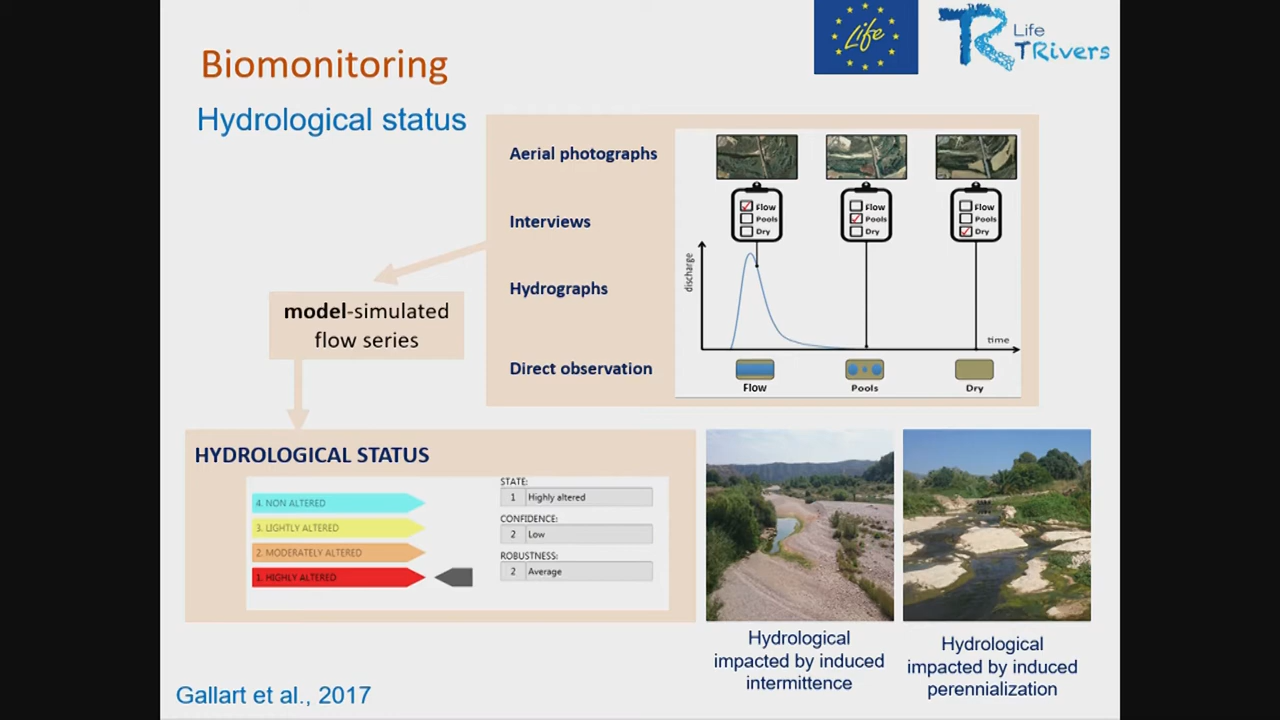 Biomonitoring
Life
Life
TRivers
Hydrological status
Aerial photographs
Interviews
Hydrographs
Direct observation
Flow
Pools
Dry
Flow
Pools
Dry
Flow
Pools
Dry
discharge
time
Flow
Pools
Dry
model-simulated
flow series
HYDROLOGICAL STATUS
4. NON ALTERED
3. LIGHTLY ALTERED
2. MODERATELY ALTERED
1. HIGHLY ALTERED
STATE:
1 Highly altered
CONFIDENCE:
2 Low
ROBUSTNESS:
2 Average
Hydrological
impacted by induced
intermittence
Hydrological
impacted by induced
perennialization
Gallart et al., 2017